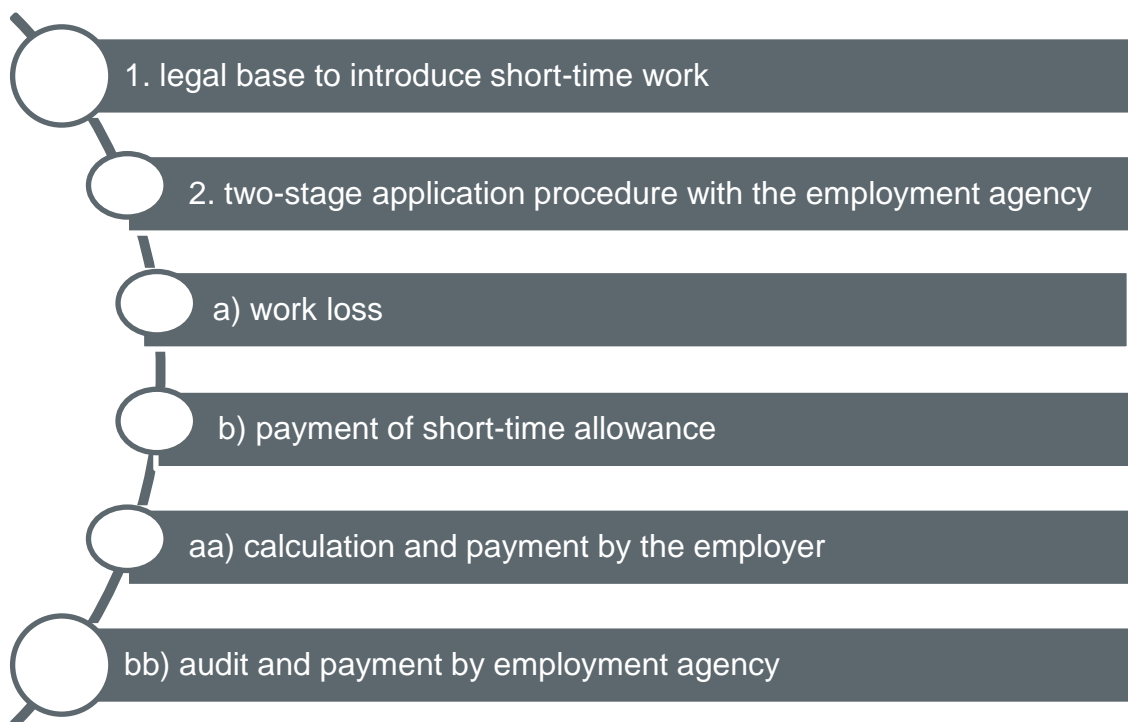 1. legal base to introduce short-time work
2. two-stage application procedure with the employment agency
a) work loss
b) payment of short-time allowance
aa) calculation and payment by the employer
bb) audit and payment by employment agency